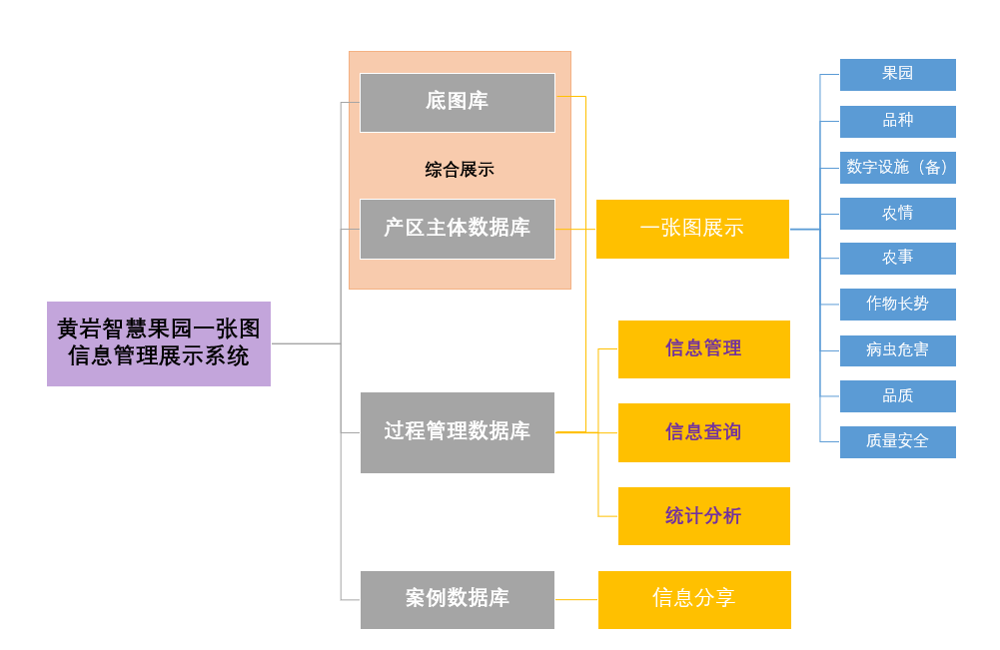 黄岩智慧果园一张图
信息管理展示系统
底图库
综合展示
产区主体数据库
过程管理数据库
案例数据库
一张图展示
信息管理
信息查询
统计分析
信息分享
果园
品种
数字设施（备）
农情
农事
作物长势
病虫危害
品质
质量安全